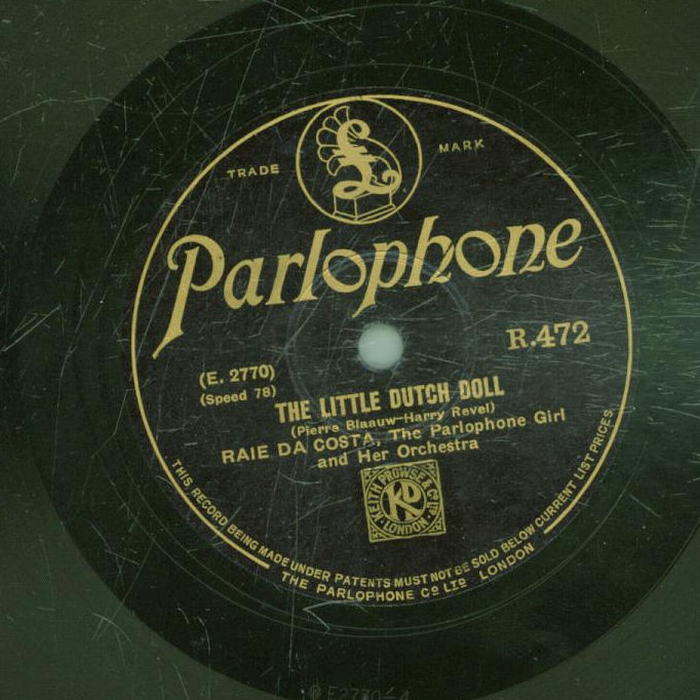 TRADE MARK
£
Parlophone
R.472
(E. 2770)
(Speed 78)
THE LITTLE DUTCH DOLL
(Pierre Blaauw-Harry Revel)
RAIE DA COSTA, The Parlophone Girl
and Her Orchestra
KEITH PROWSE & Co Ltd
KP
LONDON
THIS RECORD BEING MADE UNDER PATENTS MUST NOT BE SOLD BELOW CURRENT LIST PRICES.
THE PARLOPHONE Co LTD LONDON